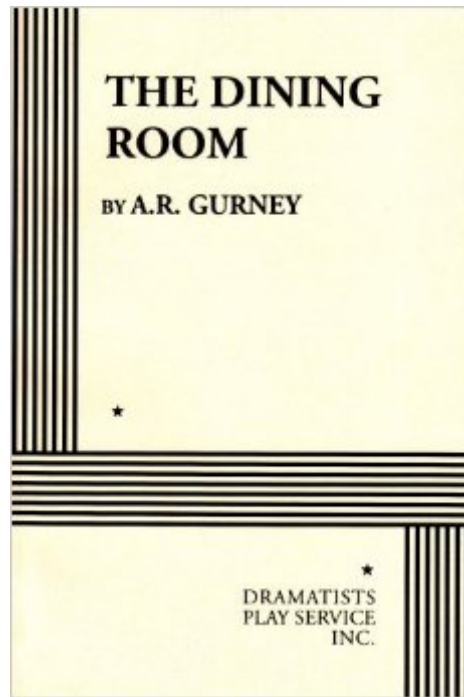 THE DINING
ROOM
BY A.R. GURNEY
DRAMATISTS
PLAY SERVICE
INC.